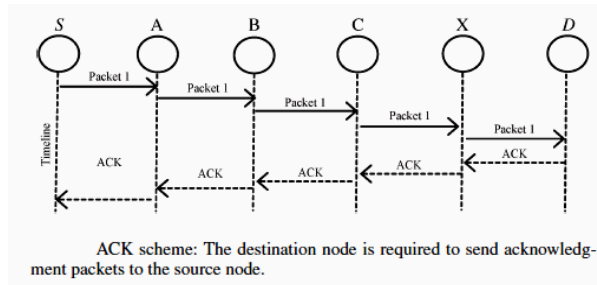 S A B C X D
Packet 1
Packet 1
Packet 1
Packet 1
Packet 1
Timeline
ACK
ACK
ACK
ACK
ACK
ACK scheme: The destination node is required to send acknowledg-
ment packets to the source node.